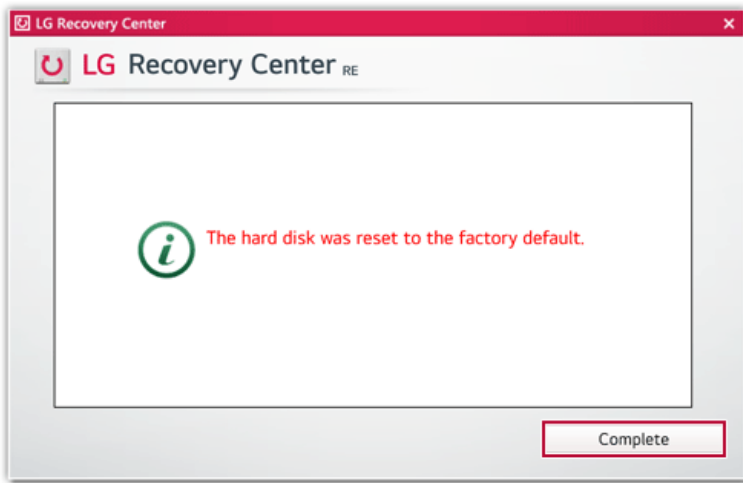 LG Recovery Center
LG Recovery Center RE
The hard disk was reset to the factory default.
Complete